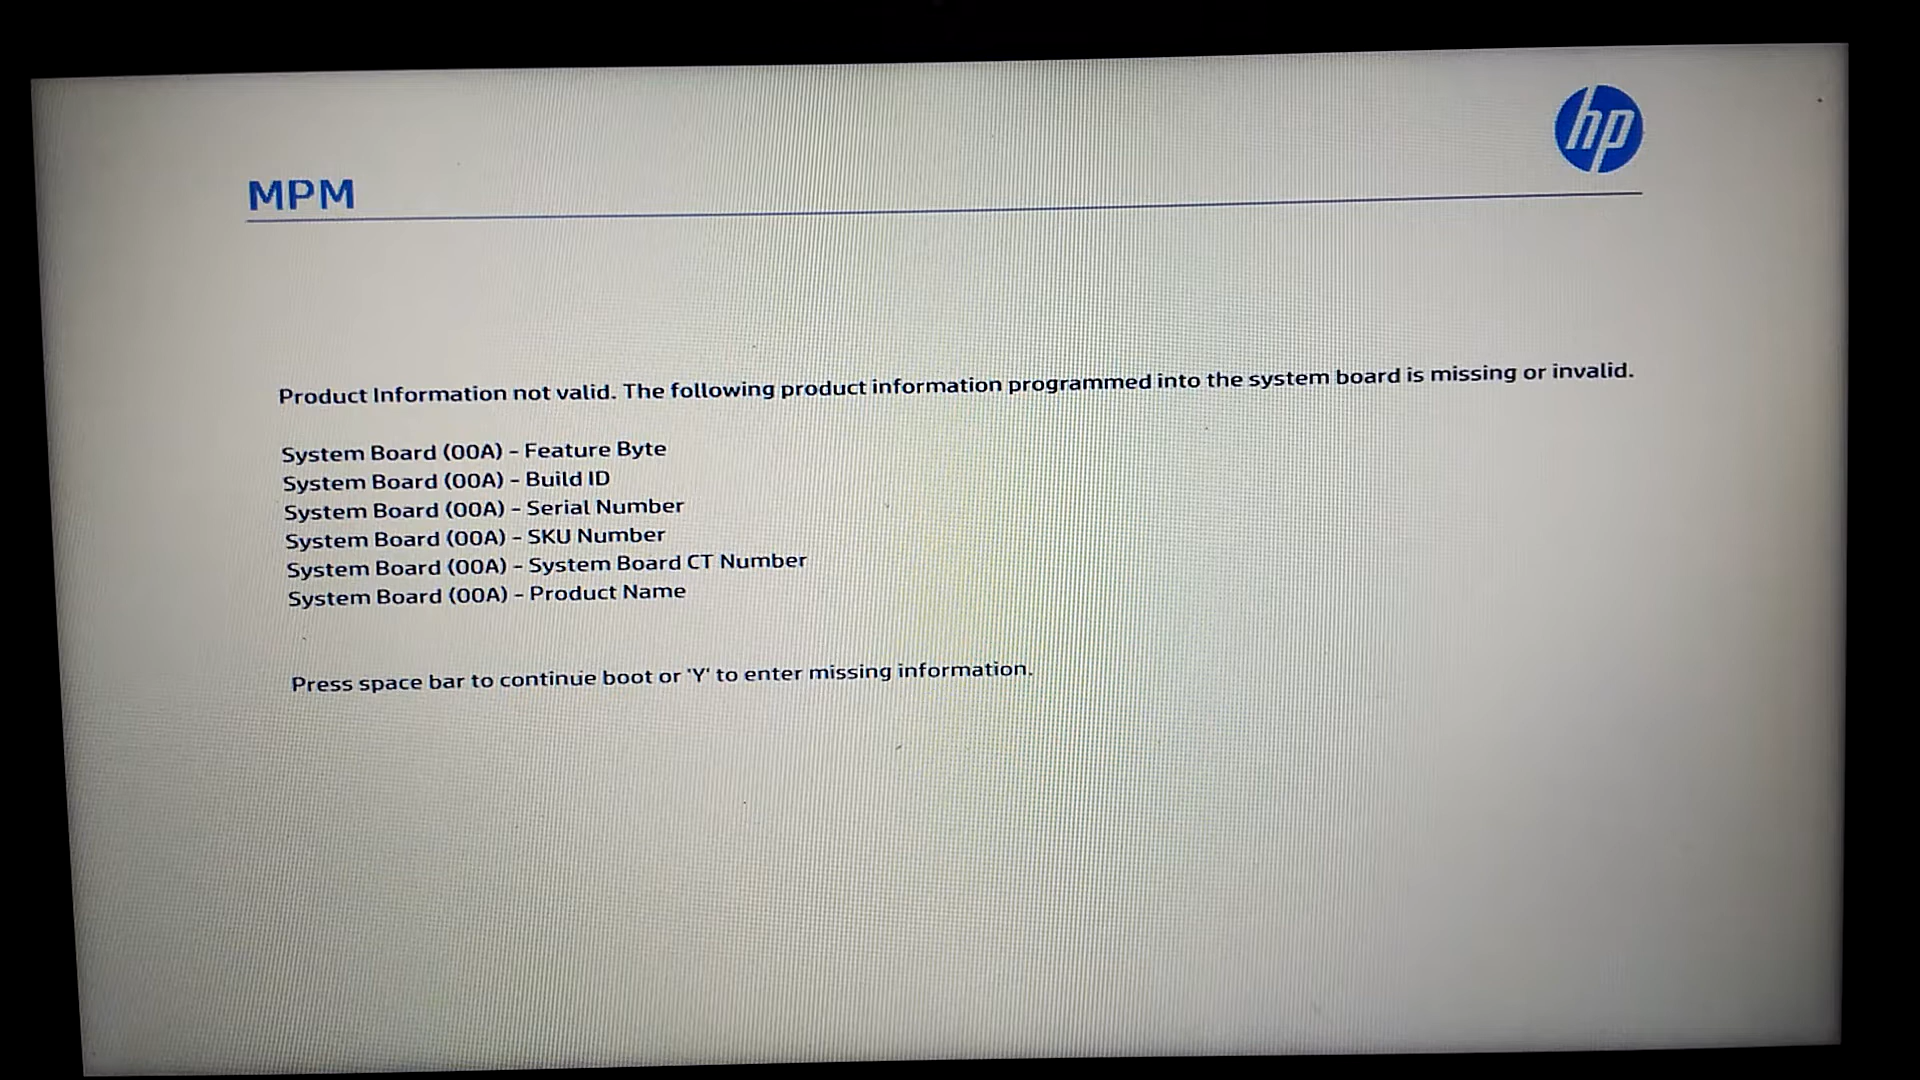 hp
MPM
Product Information not valid. The following product information programmed into the system board is missing or invalid.
System Board (00A) - Feature Byte
System Board (00A) - Build ID
System Board (00A) - Serial Number
System Board (00A) - SKU Number
System Board (00A) - System Board CT Number
System Board (00A) - Product Name
Press space bar to continue boot or 'Y' to enter missing information.